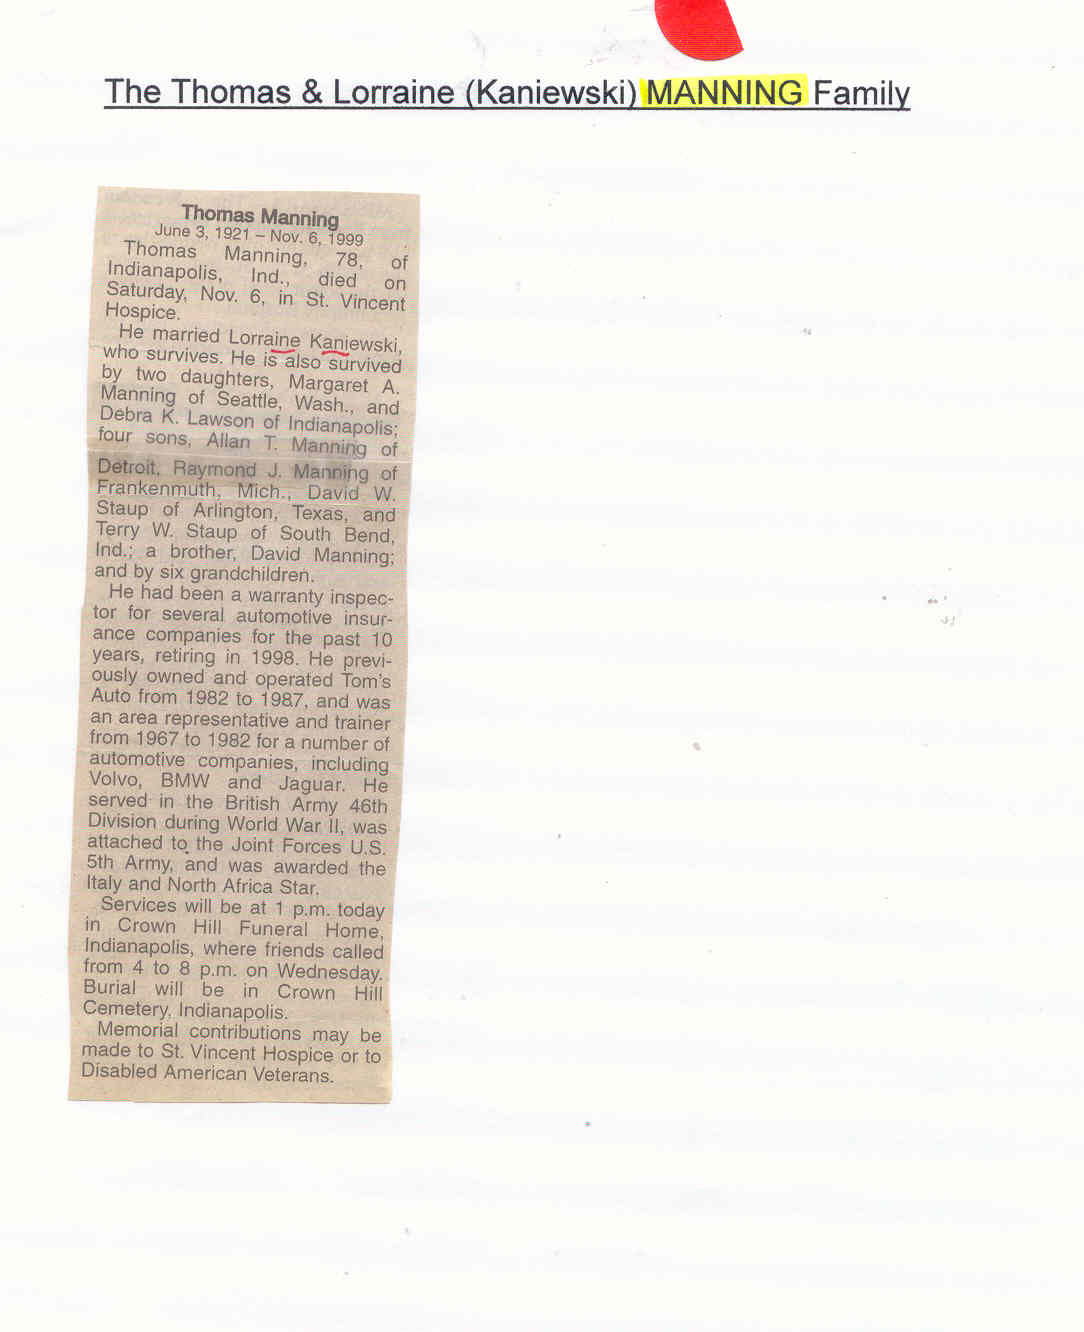 The Thomas & Lorraine (Kaniewski) MANNING Family
Thomas Manning
June 3, 1921 – Nov. 6, 1999
Thomas Manning, 78, of
Indianapolis, Ind., died on
Saturday, Nov. 6, in St. Vincent
Hospice.
He married Lorraine Kaniewski,
who survives. He is also survived
by two daughters, Margaret A.
Manning of Seattle, Wash., and
Debra K. Lawson of Indianapolis;
four sons, Allan T. Manning of
Detroit, Raymond J. Manning of
Frankenmuth, Mich., David W.
Staup of Arlington, Texas, and
Terry W. Staup of South Bend,
Ind.; a brother, David Manning;
and by six grandchildren.
He had been a warranty inspec-
tor for several automotive insur-
ance companies for the past 10
years, retiring in 1998. He previ-
ously owned and operated Tom's
Auto from 1982 to 1987, and was
an area representative and trainer
from 1967 to 1982 for a number of
automotive companies, including
Volvo, BMW and Jaguar. He
served in the British Army 46th
Division during World War II, was
attached to the Joint Forces U.S.
5th Army, and was awarded the
Italy and North Africa Star.
Services will be at 1 p.m. today
in Crown Hill Funeral Home,
Indianapolis, where friends called
from 4 to 8 p.m. on Wednesday.
Burial will be in Crown Hill
Cemetery, Indianapolis.
Memorial contributions may be
made to St. Vincent Hospice or to
Disabled American Veterans.